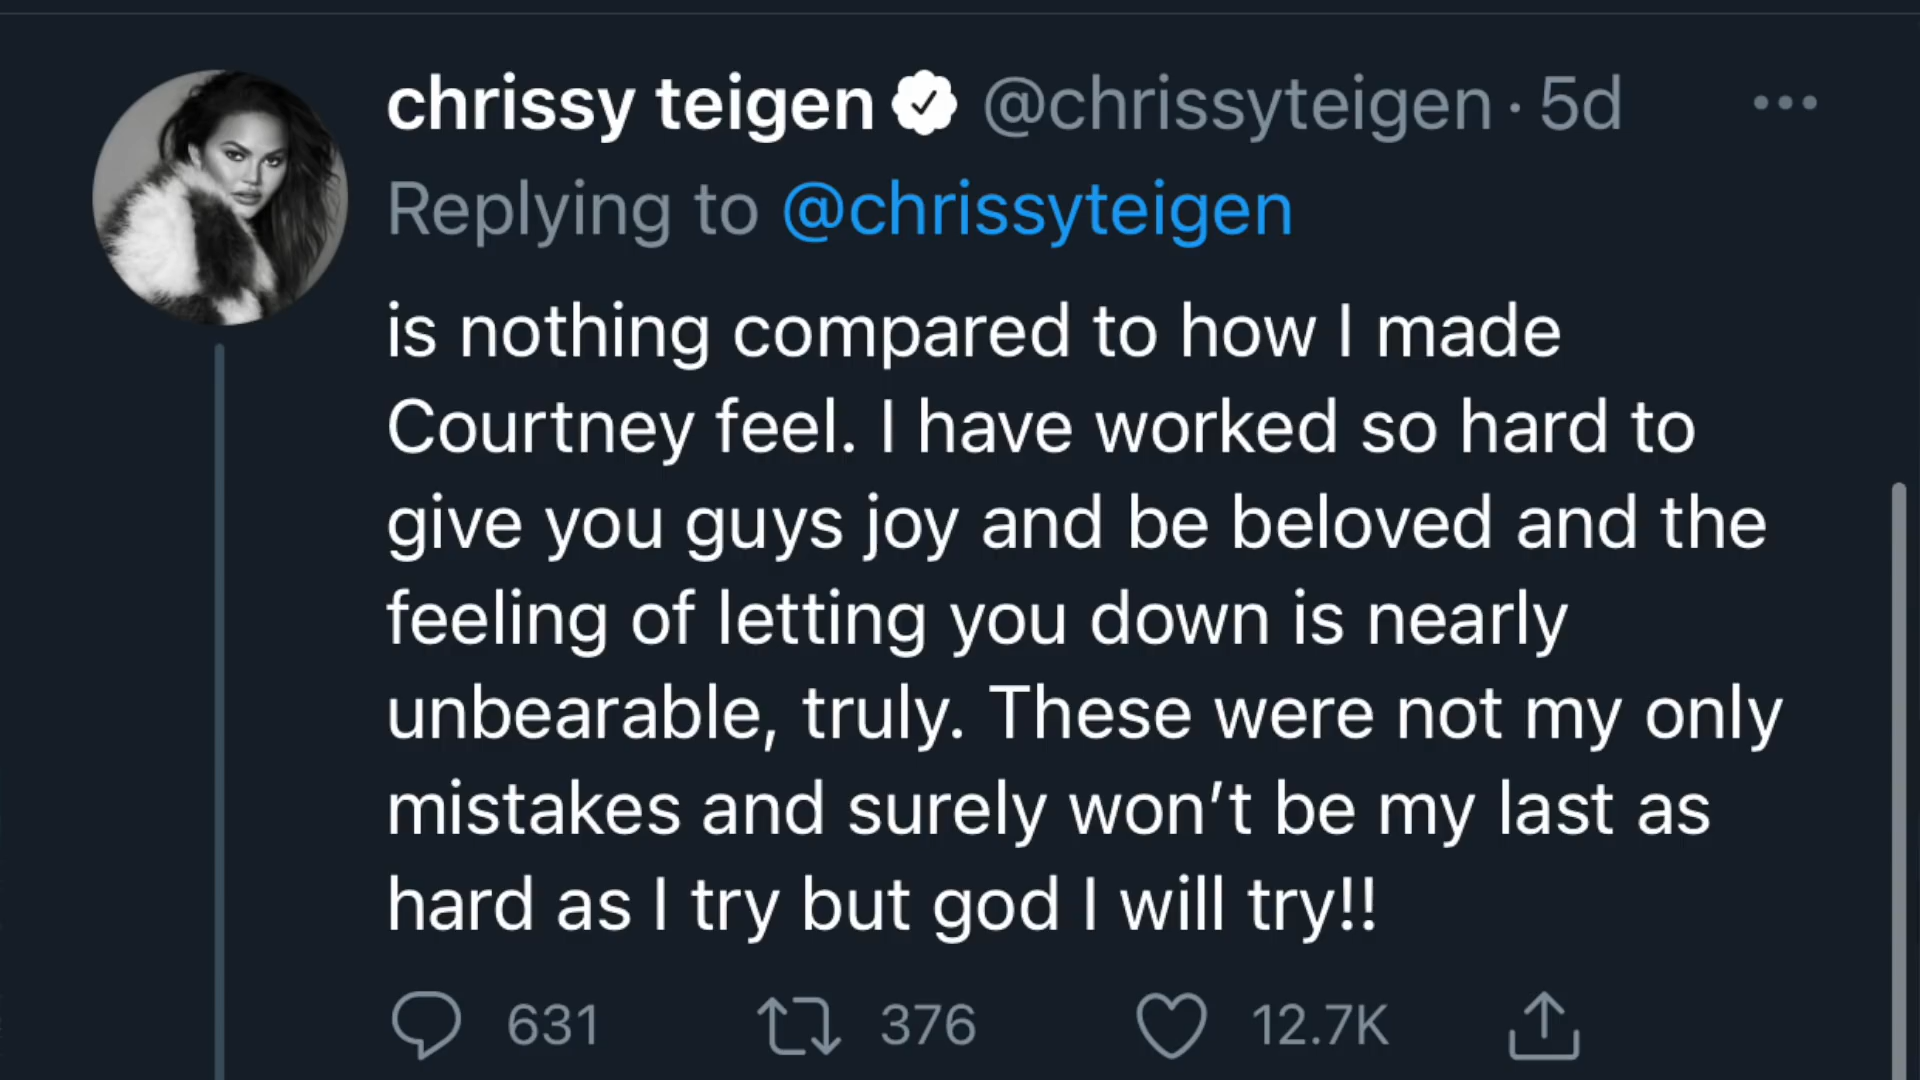 chrissy teigen @chrissyteigen · 5d
Replying to @chrissyteigen
is nothing compared to how I made
Courtney feel. I have worked so hard to
give you guys joy and be beloved and the
feeling of letting you down is nearly
unbearable, truly. These were not my only
mistakes and surely won’t be my last as
hard as I try but god I will try!!
631 376 12.7K